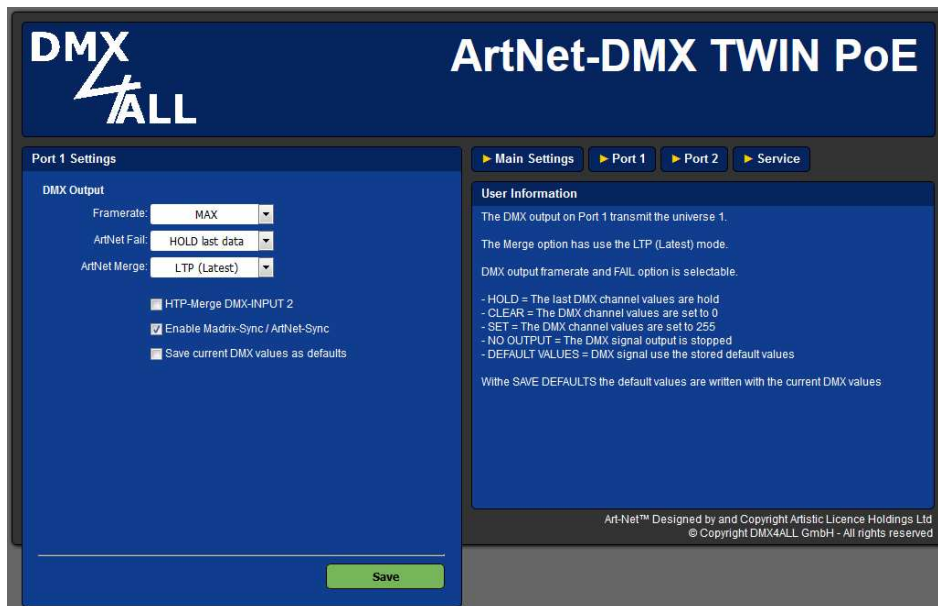 DMX
4
ALL
ArtNet-DMX TWIN PoE
Port 1 Settings
DMX Output
Framerate: MAX
ArtNet Fail: HOLD last data
ArtNet Merge: LTP (Latest)
HTP-Merge DMX-INPUT 2
Enable Madrix-Sync / ArtNet-Sync
Save current DMX values as defaults
Save
Main Settings
Port 1
Port 2
Service
User Information
The DMX output on Port 1 transmit the universe 1.
The Merge option has use the LTP (Latest) mode.
DMX output framerate and FAIL option is selectable.
- HOLD = The last DMX channel values are hold
- CLEAR = The DMX channel values are set to 0
- SET = The DMX channel values are set to 255
- NO OUTPUT = The DMX signal output is stopped
- DEFAULT VALUES = DMX signal use the stored default values
Withe SAVE DEFAULTS the default values are written with the current DMX values
Art-Net™ Designed by and Copyright Artistic Licence Holdings Ltd
© Copyright DMX4ALL GmbH - All rights reserved